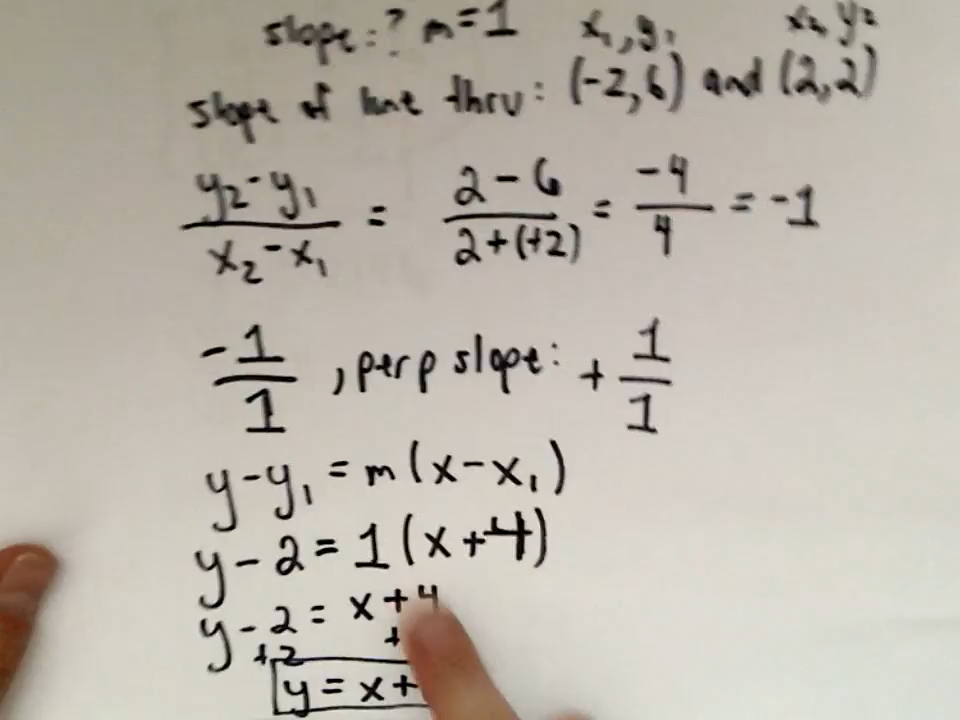 slope: ? m = 1 x₁, y₁ x₂ y₂
slope of line thru: (-2, 6) and (2, 2)
y₂ - y₁ / x₂ - x₁ = 2 - 6 / 2 + (+2) = -4 / 4 = -1
-1 / 1 , perp slope: + 1 / 1
y - y₁ = m(x - x₁)
y - 2 = 1(x + 4)
y - 2 = x + 4
+2 +
y = x +